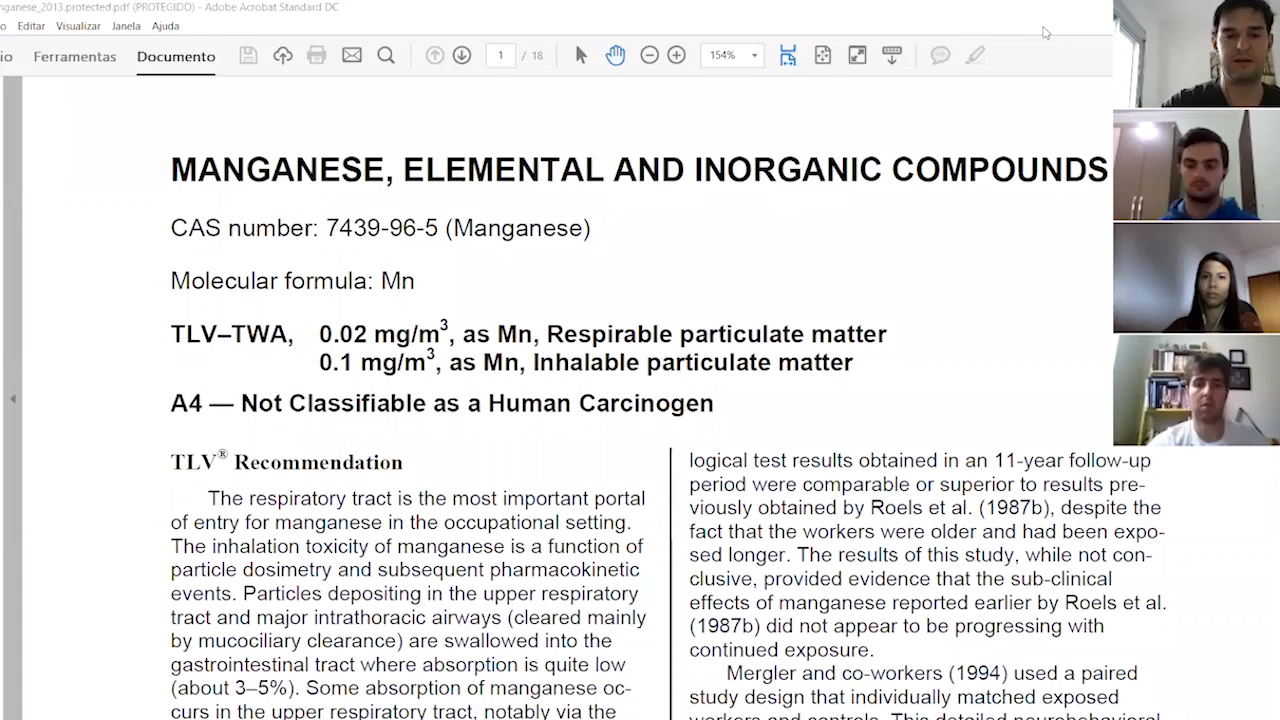 nganese_2013.protected.pdf (PROTEGIDO) - Adobe Acrobat Standard DC
Editar Visualizar Janela Ajuda
Ferramentas Documento 1 / 18 154%
MANGANESE, ELEMENTAL AND INORGANIC COMPOUNDS
CAS number: 7439-96-5 (Manganese)
Molecular formula: Mn
TLV–TWA, 0.02 mg/m³, as Mn, Respirable particulate matter
0.1 mg/m³, as Mn, Inhalable particulate matter
A4 — Not Classifiable as a Human Carcinogen
TLV® Recommendation
The respiratory tract is the most important portal
of entry for manganese in the occupational setting.
The inhalation toxicity of manganese is a function of
particle dosimetry and subsequent pharmacokinetic
events. Particles depositing in the upper respiratory
tract and major intrathoracic airways (cleared mainly
by mucociliary clearance) are swallowed into the
gastrointestinal tract where absorption is quite low
(about 3–5%). Some absorption of manganese oc-
curs in the upper respiratory tract, notably via the
logical test results obtained in an 11-year follow-up
period were comparable or superior to results pre-
viously obtained by Roels et al. (1987b), despite the
fact that the workers were older and had been expo-
sed longer. The results of this study, while not con-
clusive, provided evidence that the sub-clinical
effects of manganese reported earlier by Roels et al.
(1987b) did not appear to be progressing with
continued exposure.
Mergler and co-workers (1994) used a paired
study design that individually matched exposed
workers and controls. This detailed neurobehavioral